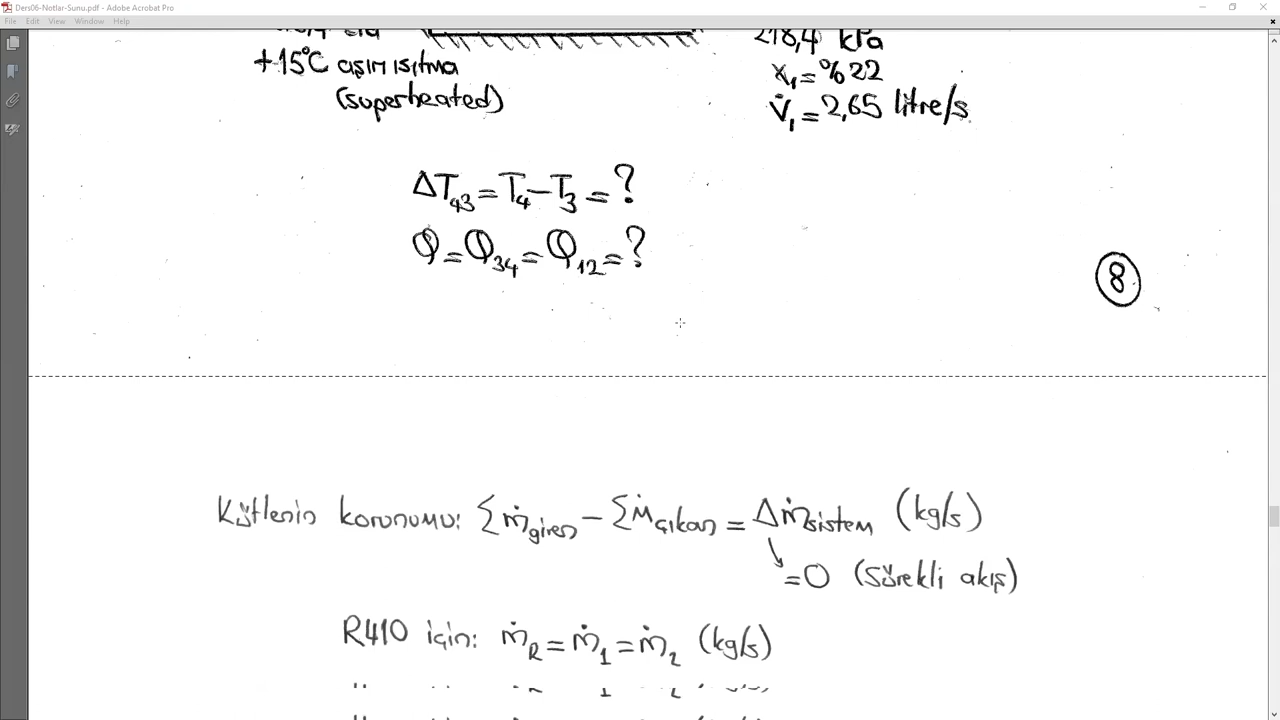 Ders06-Notlar-Sunu.pdf - Adobe Acrobat Pro
File Edit View Window Help
+15°C aşırı ısıtma
(superheated)
218,4 kPa
x₁ = %22
V̇₁ = 2,65 litre/s
ΔT₄₃ = T₄ − T₃ = ?
Q = Q₃₄ = Q₁₂ = ?
8
Kütlenin korunumu: Σṁgiren − Σṁçıkan = Δṁsistem (kg/s)
= 0 (sürekli akış)
R410 için: ṁR = ṁ₁ = ṁ₂ (kg/s)